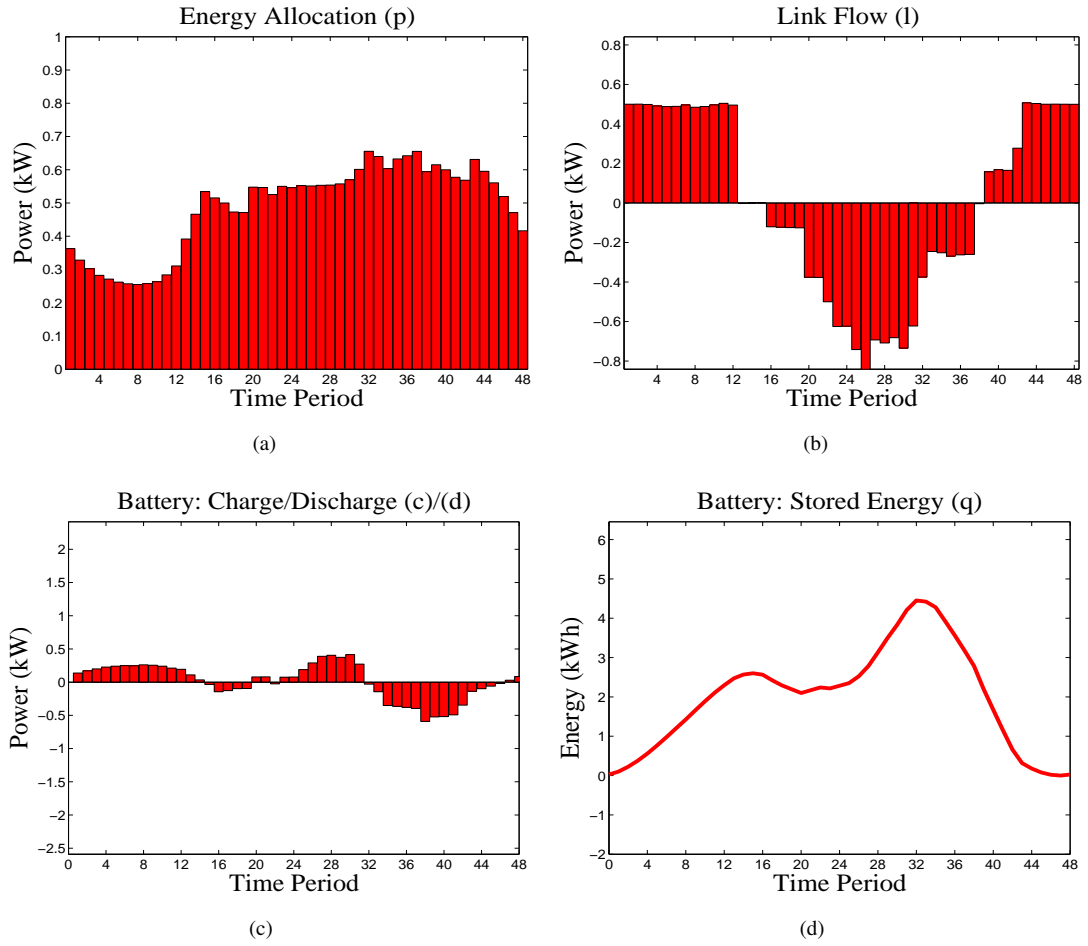 Energy Allocation (p)
1
0.9
0.8
0.7
0.6
0.5
0.4
0.3
0.2
0.1
0
Power (kW)
4 8 12 16 20 24 28 32 36 40 44 48
Time Period
(a)
Link Flow (l)
0.8
0.6
0.4
0.2
0
−0.2
−0.4
−0.6
−0.8
Power (kW)
4 8 12 16 20 24 28 32 36 40 44 48
Time Period
(b)
Battery: Charge/Discharge (c)/(d)
2
1.5
1
0.5
0
−0.5
−1
−1.5
−2
−2.5
Power (kW)
0 4 8 12 16 20 24 28 32 36 40 44 48
Time Period
(c)
Battery: Stored Energy (q)
6
5
4
3
2
1
0
−1
−2
Energy (kWh)
0 4 8 12 16 20 24 28 32 36 40 44 48
Time Period
(d)